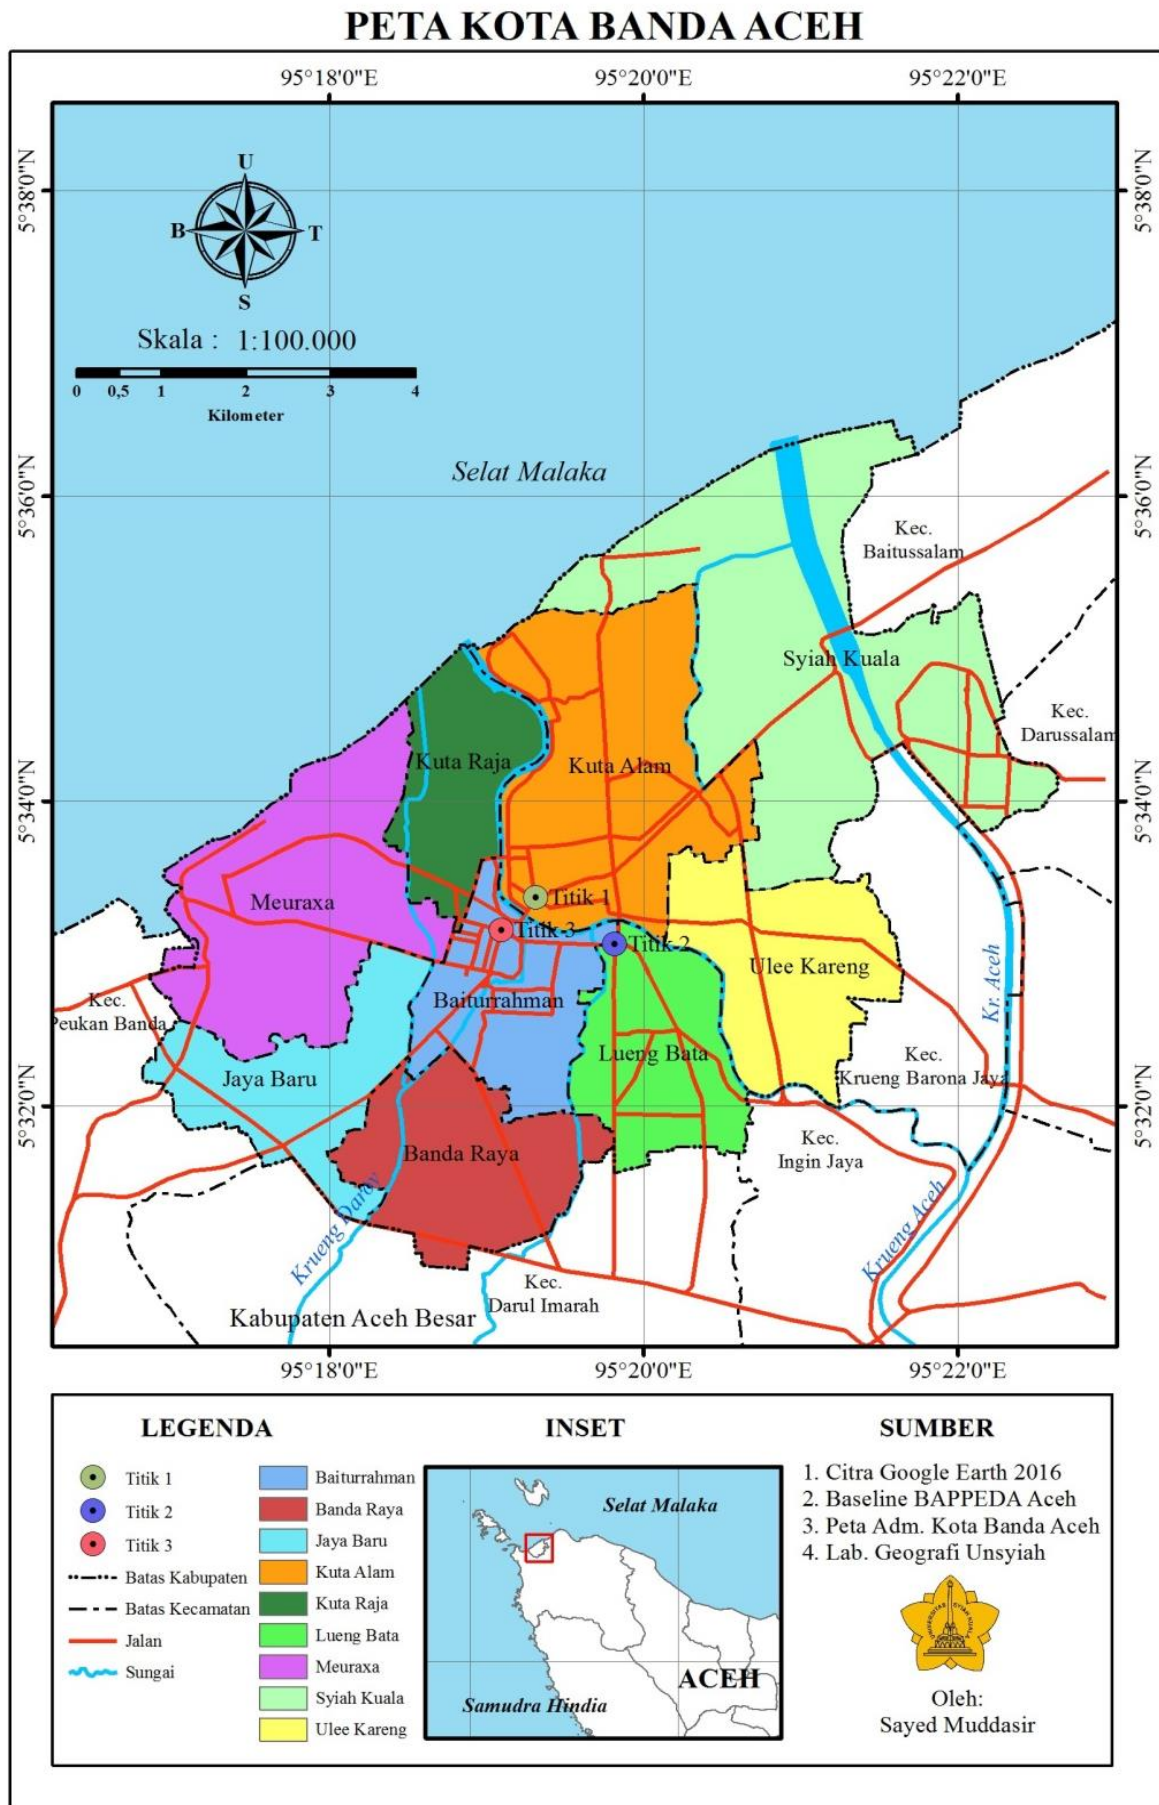 PETA KOTA BANDA ACEH
95°18'0"E
95°20'0"E
95°22'0"E
5°38'0"N
5°38'0"N
U
B
T
S
Skala : 1:100.000
0 0,5 1 2 3 4
Kilometer
Selat Malaka
5°36'0"N
5°36'0"N
Kec.
Baitussalam
Syiah Kuala
Kec.
Darussalam
Kuta Raja
Kuta Alam
5°34'0"N
5°34'0"N
Meuraxa
Titik 1
Titik 3
Titik 2
Ulee Kareng
Baiturrahman
Kec.
Peukan Banda
Kr. Aceh
Lueng Bata
Jaya Baru
Kec.
Krueng Barona Jaya
5°32'0"N
5°32'0"N
Banda Raya
Kec.
Ingin Jaya
Krueng Daroy
Krueng Aceh
Kec.
Darul Imarah
Kabupaten Aceh Besar
95°18'0"E
95°20'0"E
95°22'0"E
LEGENDA
Titik 1
Titik 2
Titik 3
Batas Kabupaten
Batas Kecamatan
Jalan
Sungai
Baiturrahman
Banda Raya
Jaya Baru
Kuta Alam
Kuta Raja
Lueng Bata
Meuraxa
Syiah Kuala
Ulee Kareng
INSET
Selat Malaka
ACEH
Samudra Hindia
SUMBER
1. Citra Google Earth 2016
2. Baseline BAPPEDA Aceh
3. Peta Adm. Kota Banda Aceh
4. Lab. Geografi Unsyiah
UNIVERSITAS SYIAH KUALA
Oleh:
Sayed Muddasir